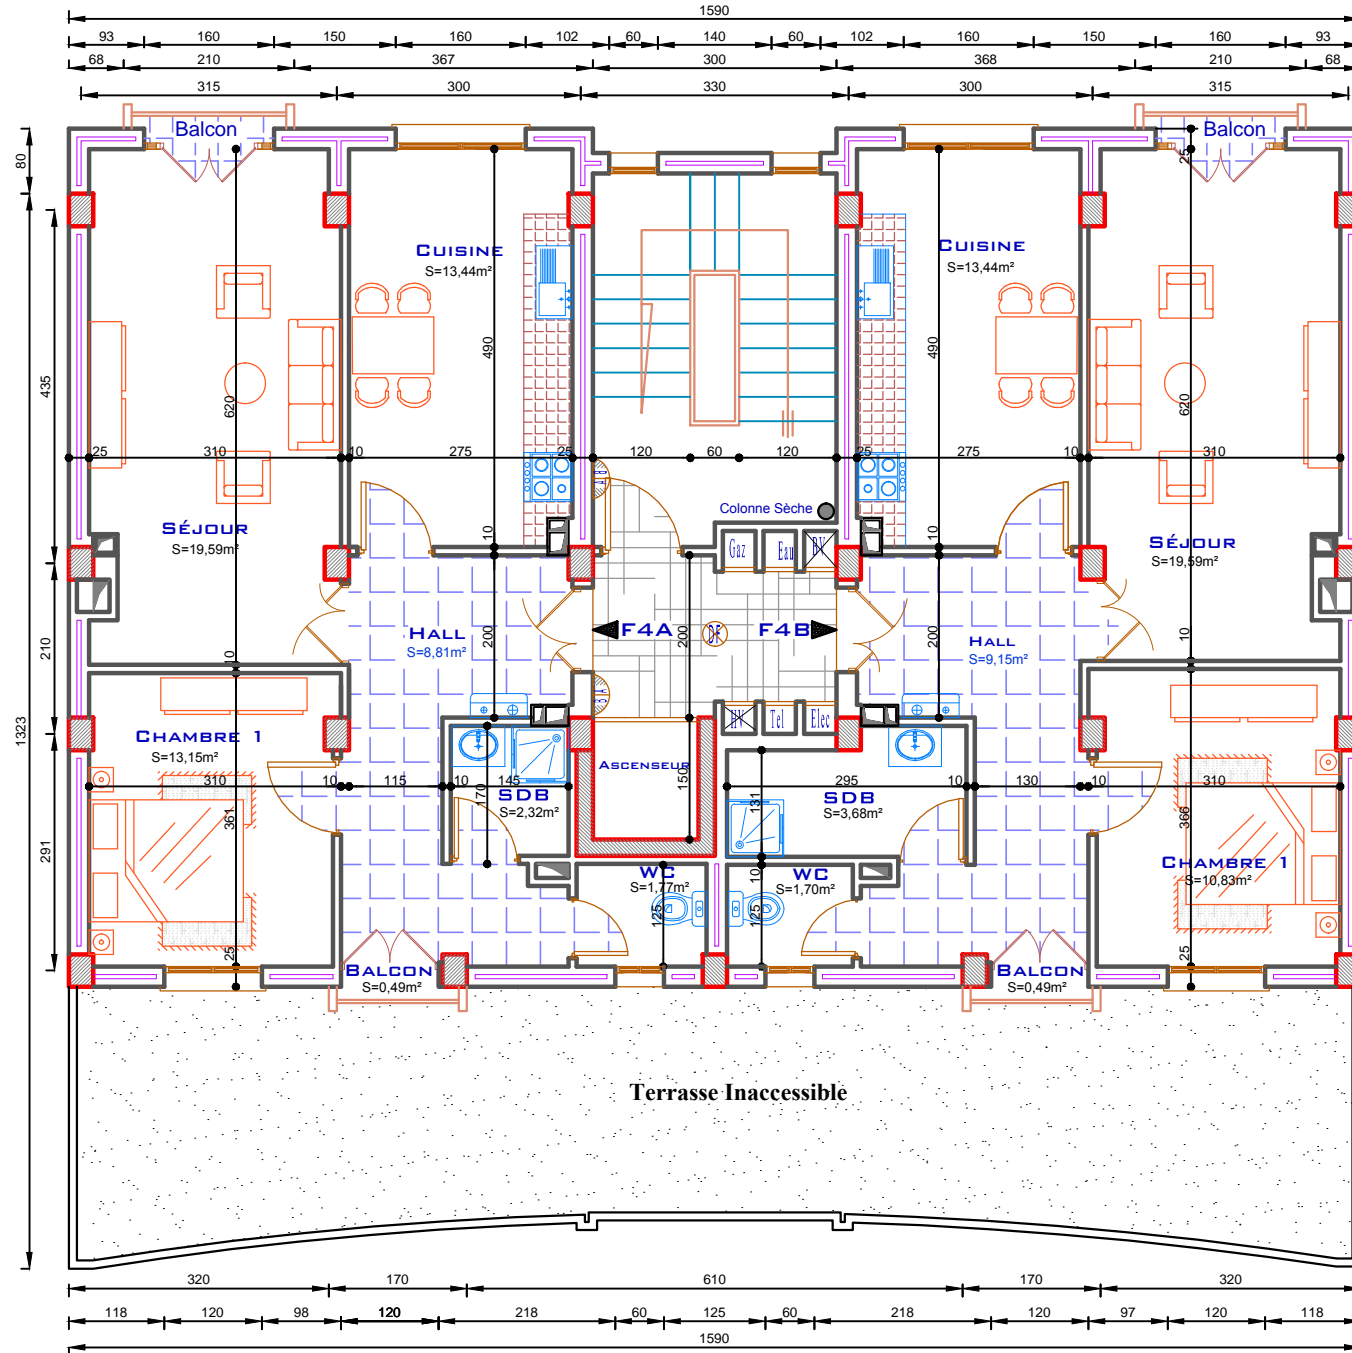 1590
93 160 150 160 102 60 140 60 102 160 150 160 93
68 210 367 300 368 210 68
315 300 330 300 315
Balcon
Balcon
80
25
CUISINE
S=13,44m²
CUISINE
S=13,44m²
435
620
490
490
620
25 310 10 275 25 120 60 120 25 275 10 310
Colonne Sèche
SÉJOUR
S=19,59m²
10
10
SÉJOUR
S=19,59m²
Gaz Eau
210
HALL
S=8,81m²
200
F4A
200
DF
F4B
200
HALL
S=9,15m²
10
10
1323
HV Tel Elec
CHAMBRE 1
S=13,15m²
ASCENSEUR
150
310 10 115 10 145
295 10 130 10 310
SDB
S=2,32m²
170
131
SDB
S=3,68m²
361
366
291
WC
S=1,77m²
125
10
WC
S=1,70m²
125
CHAMBRE 1
S=10,83m²
25
25
BALCON
S=0,49m²
BALCON
S=0,49m²
Terrasse Inaccessible
320 170 610 170 320
118 120 98 120 218 60 125 60 218 120 97 120 118
1590